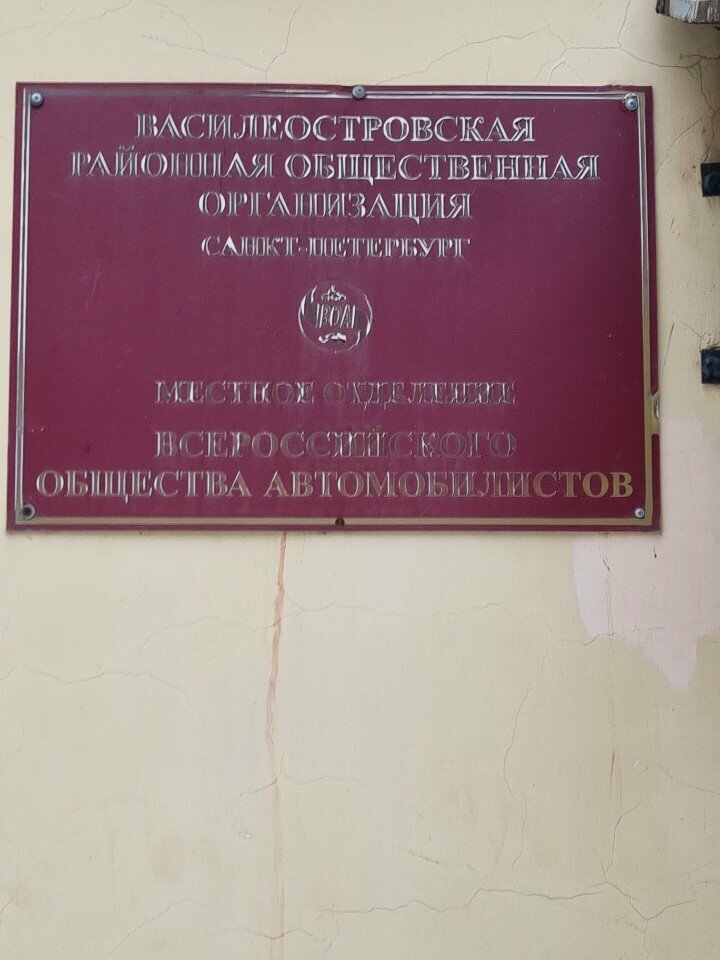 ВАСИЛЕОСТРОВСКАЯ
РАЙОННАЯ ОБЩЕСТВЕННАЯ
ОРГАНИЗАЦИЯ
САНКТ-ПЕТЕРБУРГ
ВОА
МЕСТНОЕ ОТДЕЛЕНИЕ
ВСЕРОССИЙСКОГО
ОБЩЕСТВА АВТОМОБИЛИСТОВ